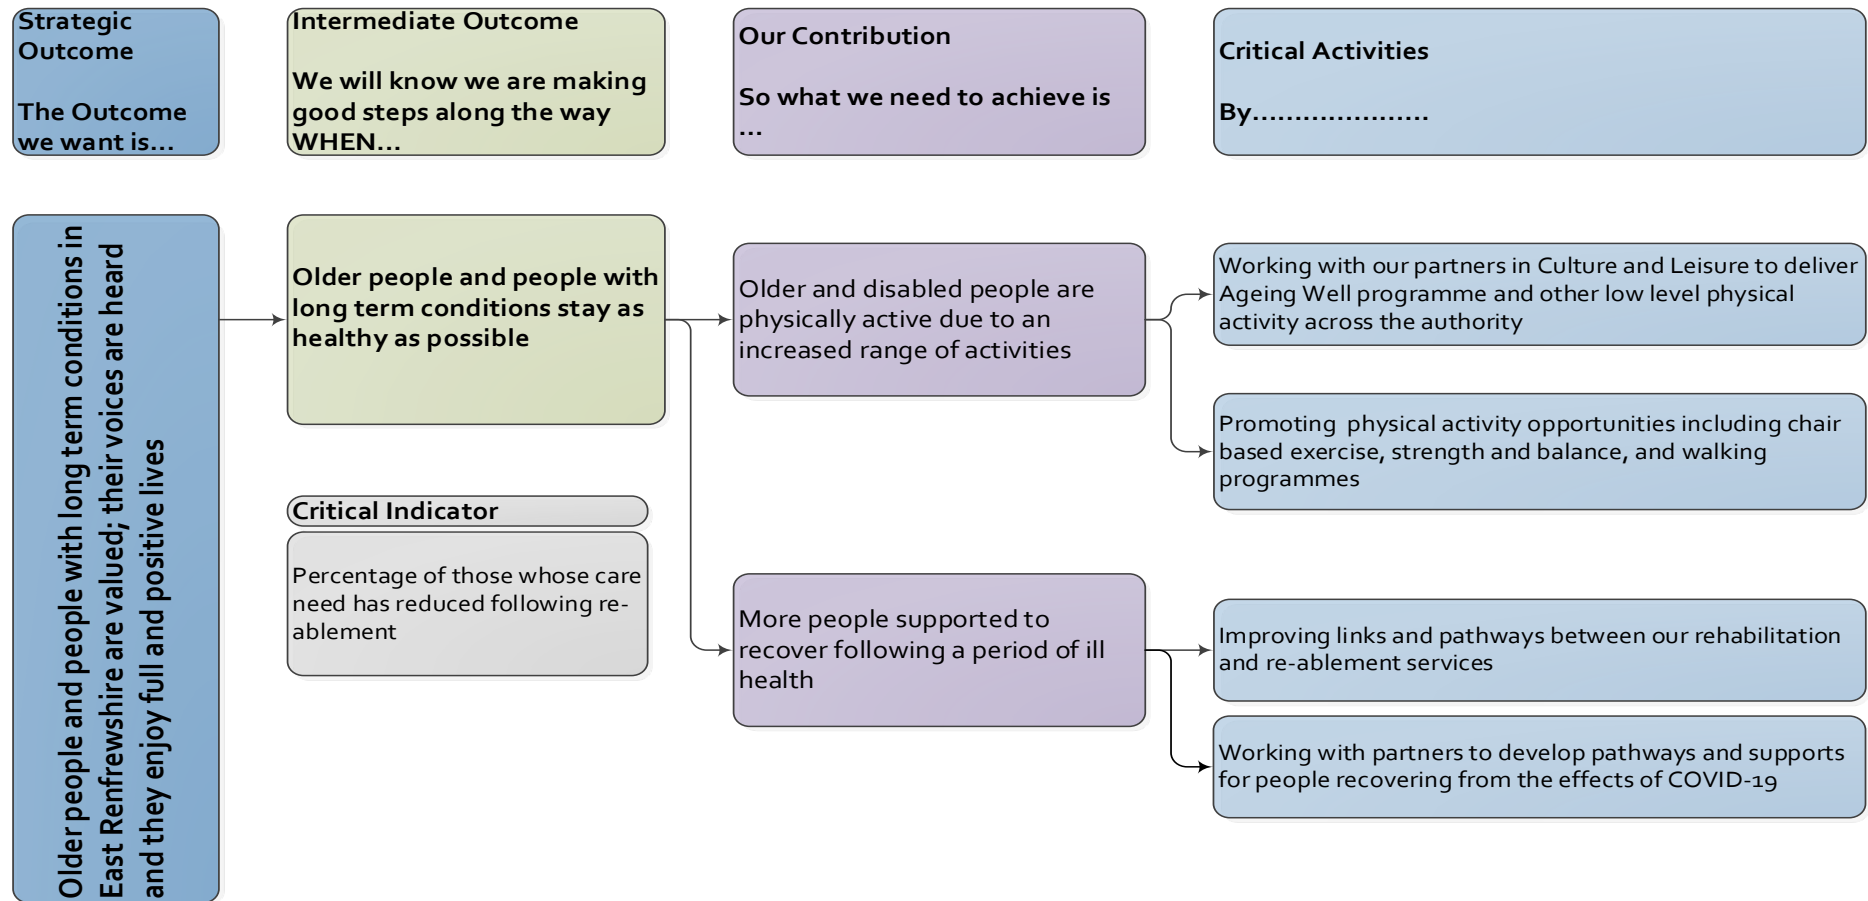 Strategic
Outcome
The Outcome
we want is...
Intermediate Outcome
We will know we are making
good steps along the way
WHEN...
Our Contribution
So what we need to achieve is
...
Critical Activities
By.....................
Older people and people with long term conditions in
East Renfrewshire are valued; their voices are heard
and they enjoy full and positive lives
Older people and people with
long term conditions stay as
healthy as possible
Critical Indicator
Percentage of those whose care
need has reduced following re-
ablement
Older and disabled people are
physically active due to an
increased range of activities
More people supported to
recover following a period of ill
health
Working with our partners in Culture and Leisure to deliver
Ageing Well programme and other low level physical
activity across the authority
Promoting  physical activity opportunities including chair
based exercise, strength and balance, and walking
programmes
Improving links and pathways between our rehabilitation
and re-ablement services
Working with partners to develop pathways and supports
for people recovering from the effects of COVID-19